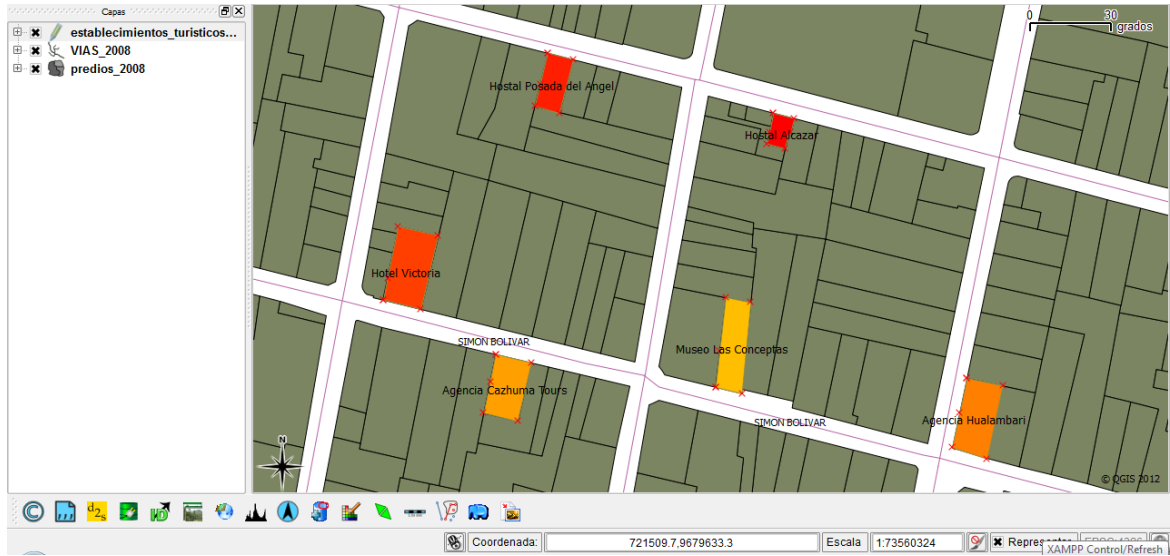 Capas
establecimientos_turisticos...
VIAS_2008
predios_2008
0 30
grados
Hostal Posada del Angel
Hostal Alcazar
Hotel Victoria
SIMON BOLIVAR
Museo Las Conceptas
Agencia Cazhuma Tours
SIMON BOLIVAR
Agencia Hualambari
N
© QGIS 2012
d2s
Coordenada:
721509.7,9679633.3
Escala
1:73560324
XAMPP Control/Refresh